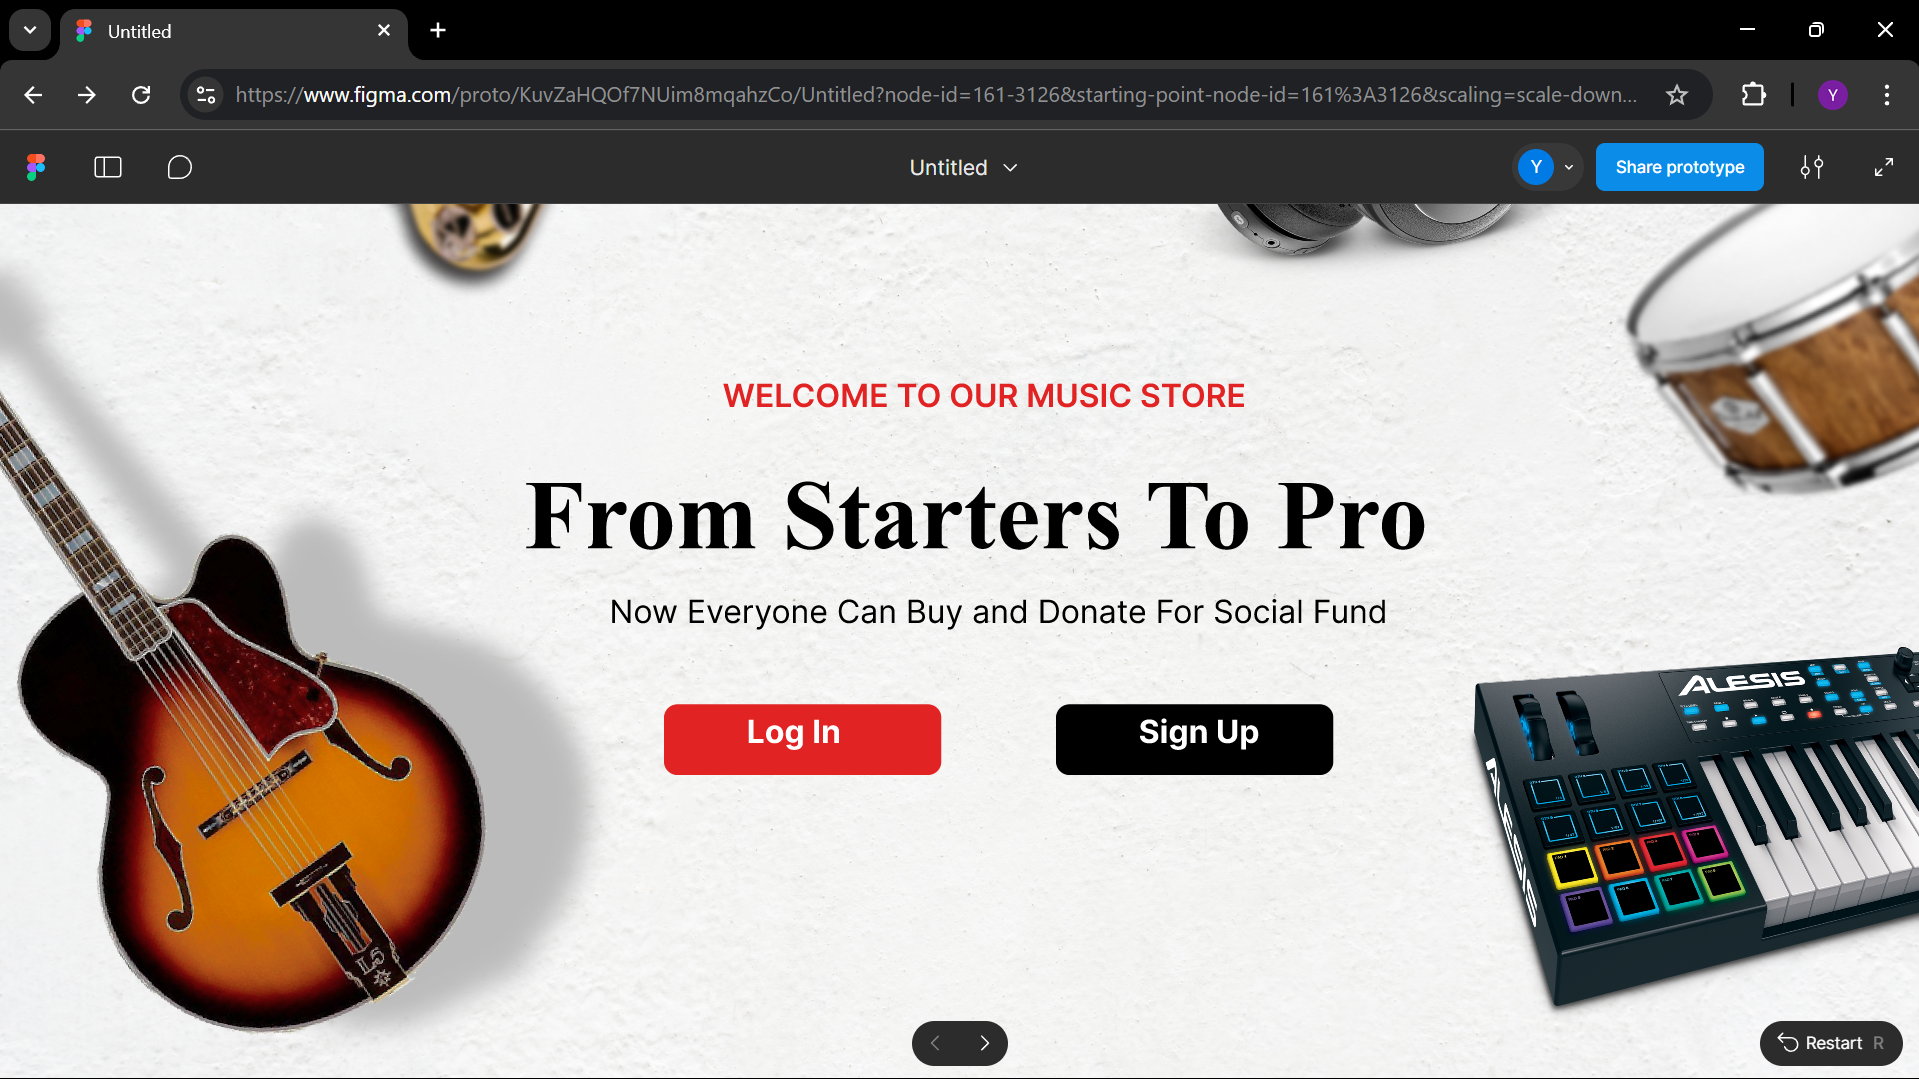 Untitled
https://www.figma.com/proto/KuvZaHQOf7NUim8mqahzCo/Untitled?node-id=161-3126&starting-point-node-id=161%3A3126&scaling=scale-down...
Y
Untitled
Y
Share prototype
WELCOME TO OUR MUSIC STORE
From Starters To Pro
Now Everyone Can Buy and Donate For Social Fund
Log In
Sign Up
ALESIS
ALESIS
L5
Restart R